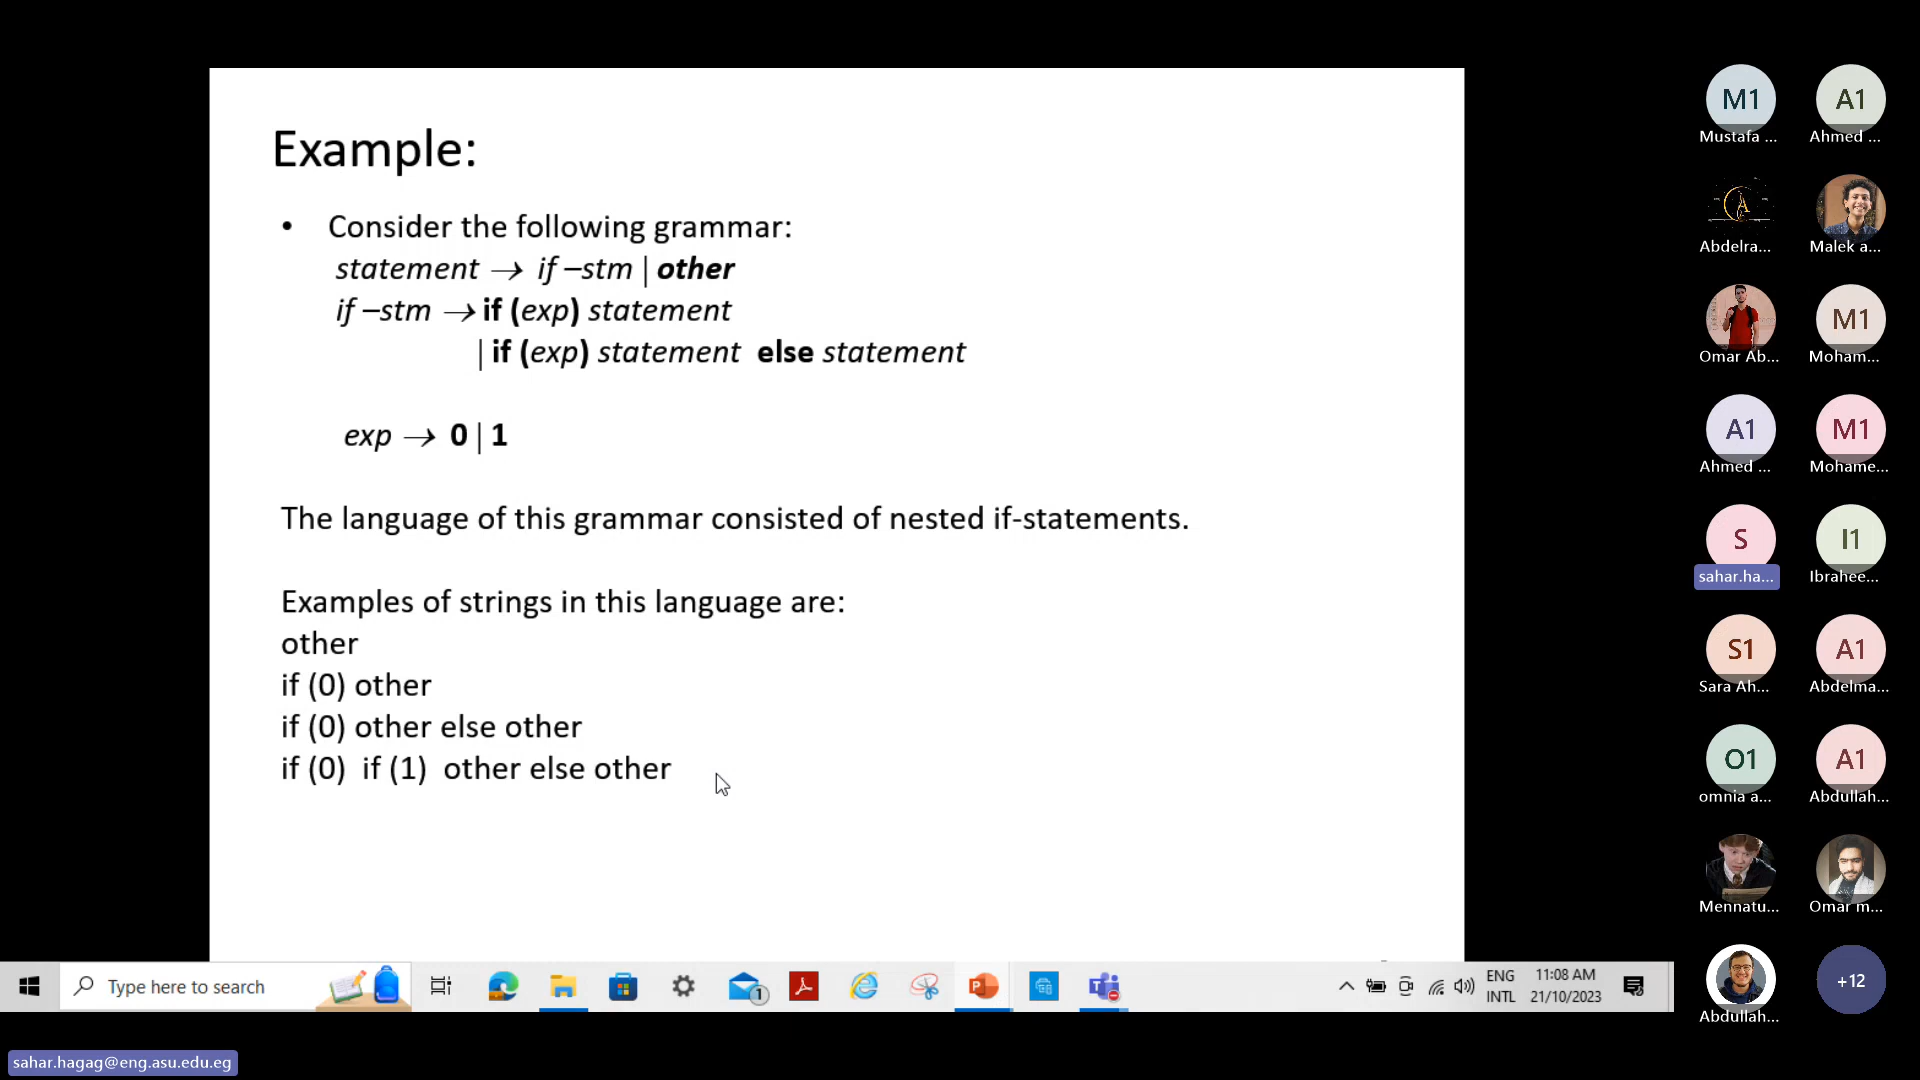 Example:
• Consider the following grammar:
statement → if –stm | other
if –stm → if (exp) statement
| if (exp) statement else statement
exp → 0 | 1
The language of this grammar consisted of nested if-statements.
Examples of strings in this language are:
other
if (0) other
if (0) other else other
if (0) if (1) other else other
M1 A1
Mustafa ... Ahmed ...
A
Abdelra... Malek a...
M1
Omar Ab... Moham...
A1 M1
Ahmed ... Mohame...
S I1
sahar.ha... Ibrahee...
S1 A1
Sara Ah... Abdelma...
O1 A1
omnia a... Abdullah...
Mennatu... Omar m...
+12
Abdullah...
Type here to search
1
ENG 11:08 AM
INTL 21/10/2023
sahar.hagag@eng.asu.edu.eg